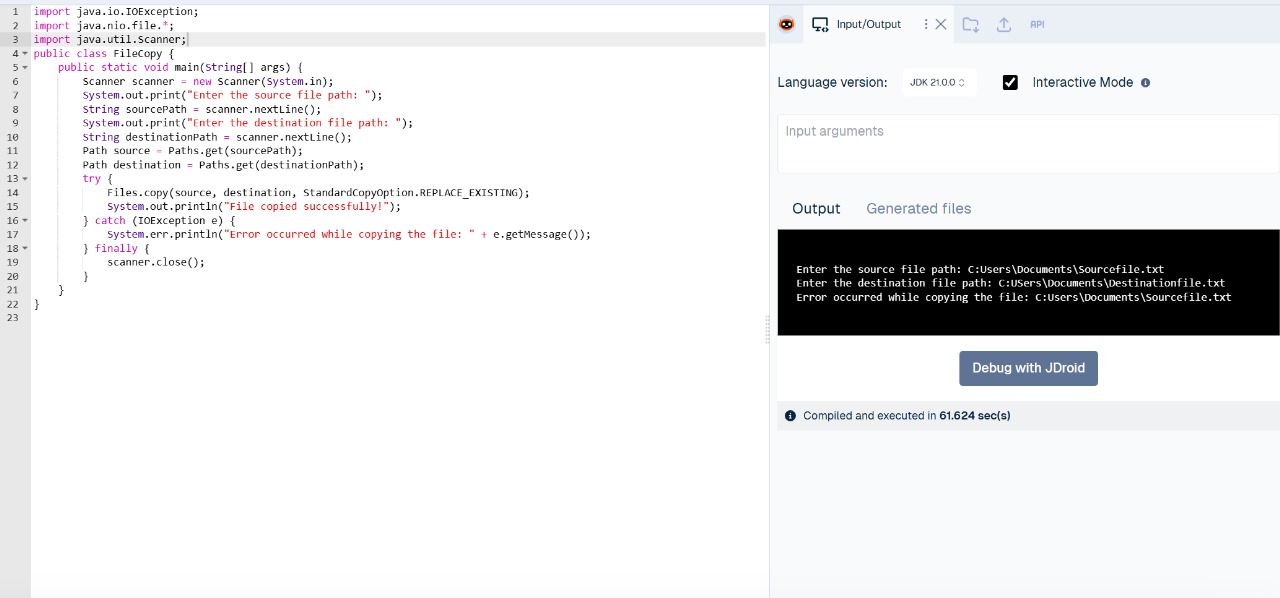 1 import java.io.IOException;
2 import java.nio.file.*;
3 import java.util.Scanner;
4 public class FileCopy {
5     public static void main(String[] args) {
6         Scanner scanner = new Scanner(System.in);
7         System.out.print("Enter the source file path: ");
8         String sourcePath = scanner.nextLine();
9         System.out.print("Enter the destination file path: ");
10         String destinationPath = scanner.nextLine();
11         Path source = Paths.get(sourcePath);
12         Path destination = Paths.get(destinationPath);
13         try {
14             Files.copy(source, destination, StandardCopyOption.REPLACE_EXISTING);
15             System.out.println("File copied successfully!");
16         } catch (IOException e) {
17             System.err.println("Error occurred while copying the file: " + e.getMessage());
18         } finally {
19             scanner.close();
20         }
21     }
22 }
23
Input/Output API
Language version: JDK 21.0.0 Interactive Mode
Input arguments
Output Generated files
Enter the source file path: C:Users\Documents\Sourcefile.txt
Enter the destination file path: C:USers\Documents\Destinationfile.txt
Error occurred while copying the file: C:Users\Documents\Sourcefile.txt
Debug with JDroid
Compiled and executed in 61.624 sec(s)